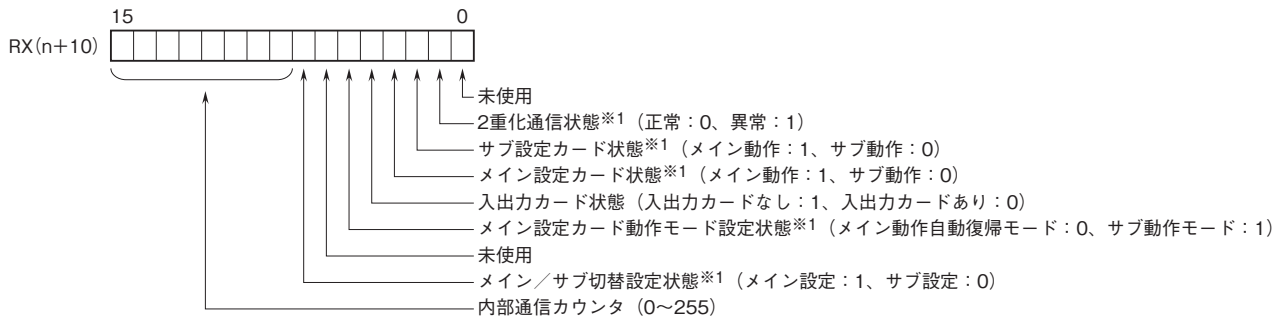 15 0
RX(n+10)
未使用
2重化通信状態※1（正常：0、異常：1）
サブ設定カード状態※1（メイン動作：1、サブ動作：0）
メイン設定カード状態※1（メイン動作：1、サブ動作：0）
入出力カード状態（入出力カードなし：1、入出力カードあり：0）
メイン設定カード動作モード設定状態※1（メイン動作自動復帰モード：0、サブ動作モード：1）
未使用
メイン／サブ切替設定状態※1（メイン設定：1、サブ設定：0）
内部通信カウンタ（0～255）